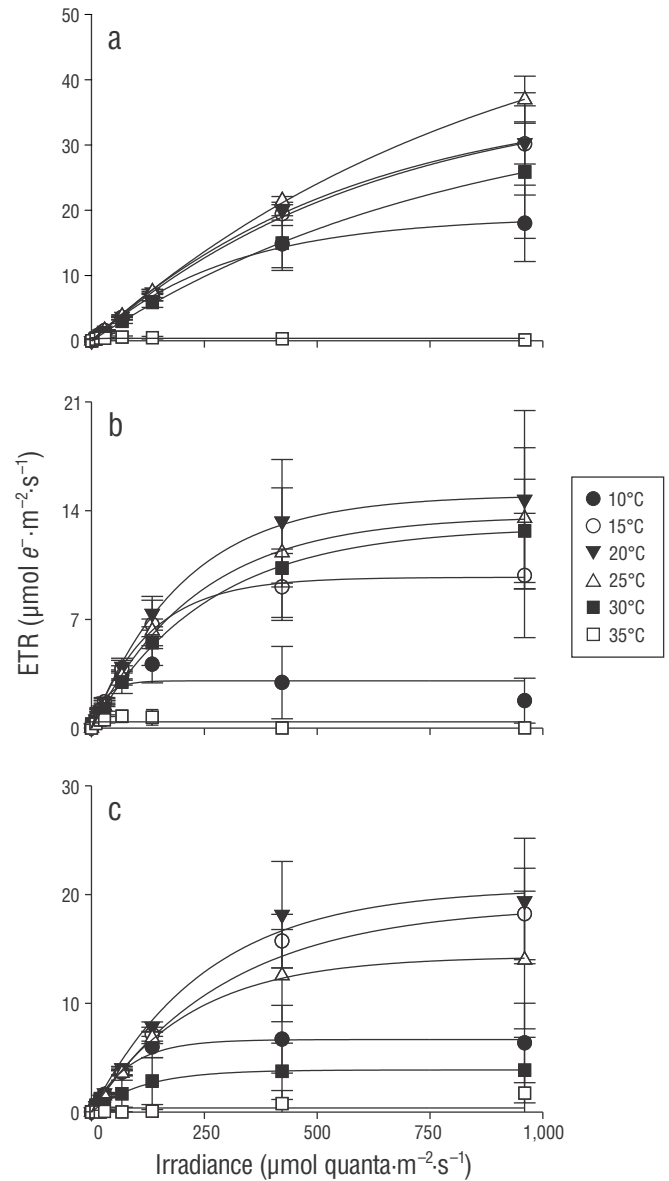 a
50
40
30
20
10
0
b
21
14
7
0
ETR (µmol e⁻·m⁻²·s⁻¹)
10°C
15°C
20°C
25°C
30°C
35°C
c
30
20
10
0
0 250 500 750 1,000
Irradiance (µmol quanta·m⁻²·s⁻¹)